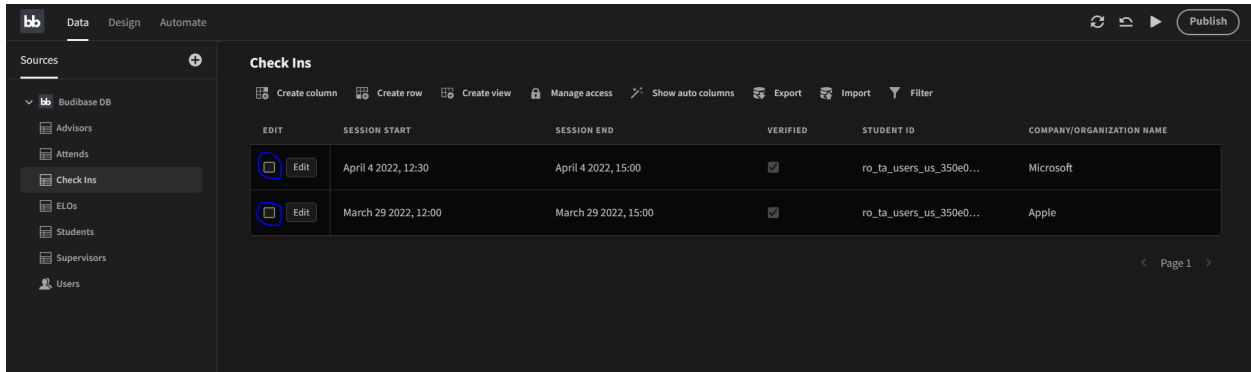 bb Data Design Automate Publish
Sources
Check Ins
Create column Create row Create view Manage access Show auto columns Export Import Filter
bb Budibase DB
Advisors
Attends
Check Ins
ELOs
Students
Supervisors
Users
EDIT SESSION START SESSION END VERIFIED STUDENT ID COMPANY/ORGANIZATION NAME
Edit April 4 2022, 12:30 April 4 2022, 15:00 ro_ta_users_us_350e0... Microsoft
Edit March 29 2022, 12:00 March 29 2022, 15:00 ro_ta_users_us_350e0... Apple
Page 1